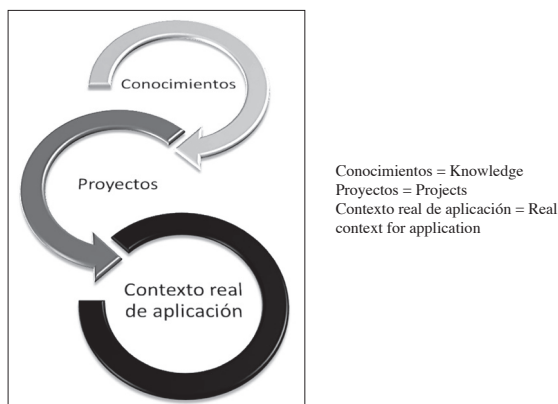 Conocimientos
Proyectos
Contexto real
de aplicación
Conocimientos = Knowledge
Proyectos = Projects
Contexto real de aplicación = Real
context for application